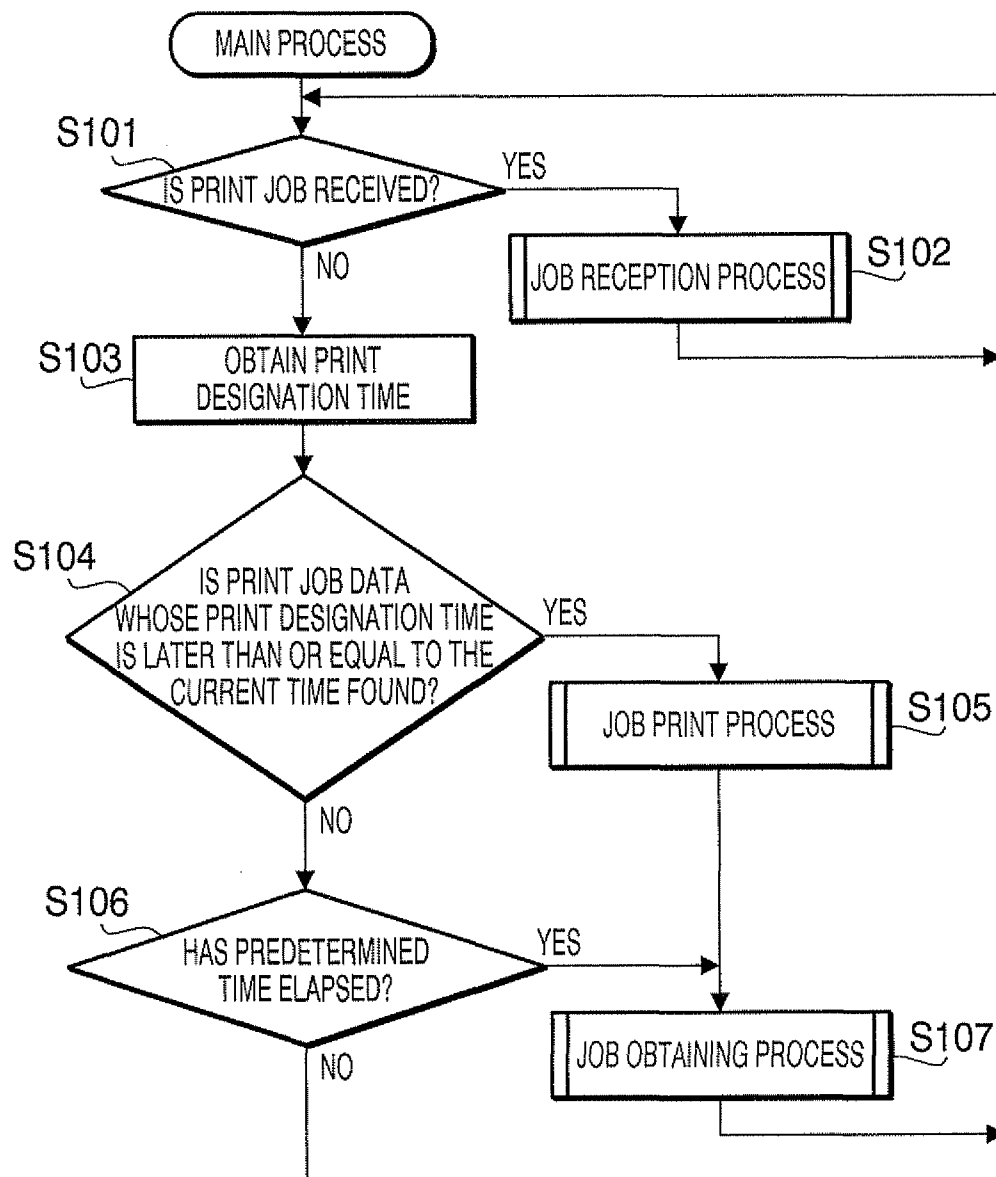 MAIN PROCESS
S101
IS PRINT JOB RECEIVED?
YES
NO
JOB RECEPTION PROCESS
S102
S103
OBTAIN PRINT
DESIGNATION TIME
S104
IS PRINT JOB DATA
WHOSE PRINT DESIGNATION TIME
IS LATER THAN OR EQUAL TO THE
CURRENT TIME FOUND?
YES
NO
JOB PRINT PROCESS
S105
S106
HAS PREDETERMINED
TIME ELAPSED?
YES
NO
JOB OBTAINING PROCESS
S107